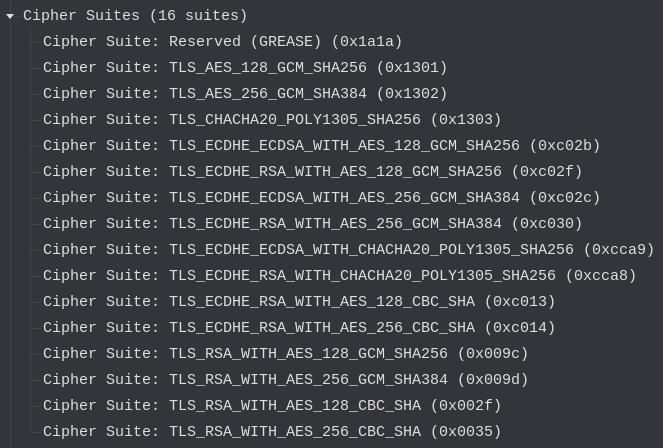 Cipher Suites (16 suites)
Cipher Suite: Reserved (GREASE) (0x1a1a)
Cipher Suite: TLS_AES_128_GCM_SHA256 (0x1301)
Cipher Suite: TLS_AES_256_GCM_SHA384 (0x1302)
Cipher Suite: TLS_CHACHA20_POLY1305_SHA256 (0x1303)
Cipher Suite: TLS_ECDHE_ECDSA_WITH_AES_128_GCM_SHA256 (0xc02b)
Cipher Suite: TLS_ECDHE_RSA_WITH_AES_128_GCM_SHA256 (0xc02f)
Cipher Suite: TLS_ECDHE_ECDSA_WITH_AES_256_GCM_SHA384 (0xc02c)
Cipher Suite: TLS_ECDHE_RSA_WITH_AES_256_GCM_SHA384 (0xc030)
Cipher Suite: TLS_ECDHE_ECDSA_WITH_CHACHA20_POLY1305_SHA256 (0xcca9)
Cipher Suite: TLS_ECDHE_RSA_WITH_CHACHA20_POLY1305_SHA256 (0xcca8)
Cipher Suite: TLS_ECDHE_RSA_WITH_AES_128_CBC_SHA (0xc013)
Cipher Suite: TLS_ECDHE_RSA_WITH_AES_256_CBC_SHA (0xc014)
Cipher Suite: TLS_RSA_WITH_AES_128_GCM_SHA256 (0x009c)
Cipher Suite: TLS_RSA_WITH_AES_256_GCM_SHA384 (0x009d)
Cipher Suite: TLS_RSA_WITH_AES_128_CBC_SHA (0x002f)
Cipher Suite: TLS_RSA_WITH_AES_256_CBC_SHA (0x0035)